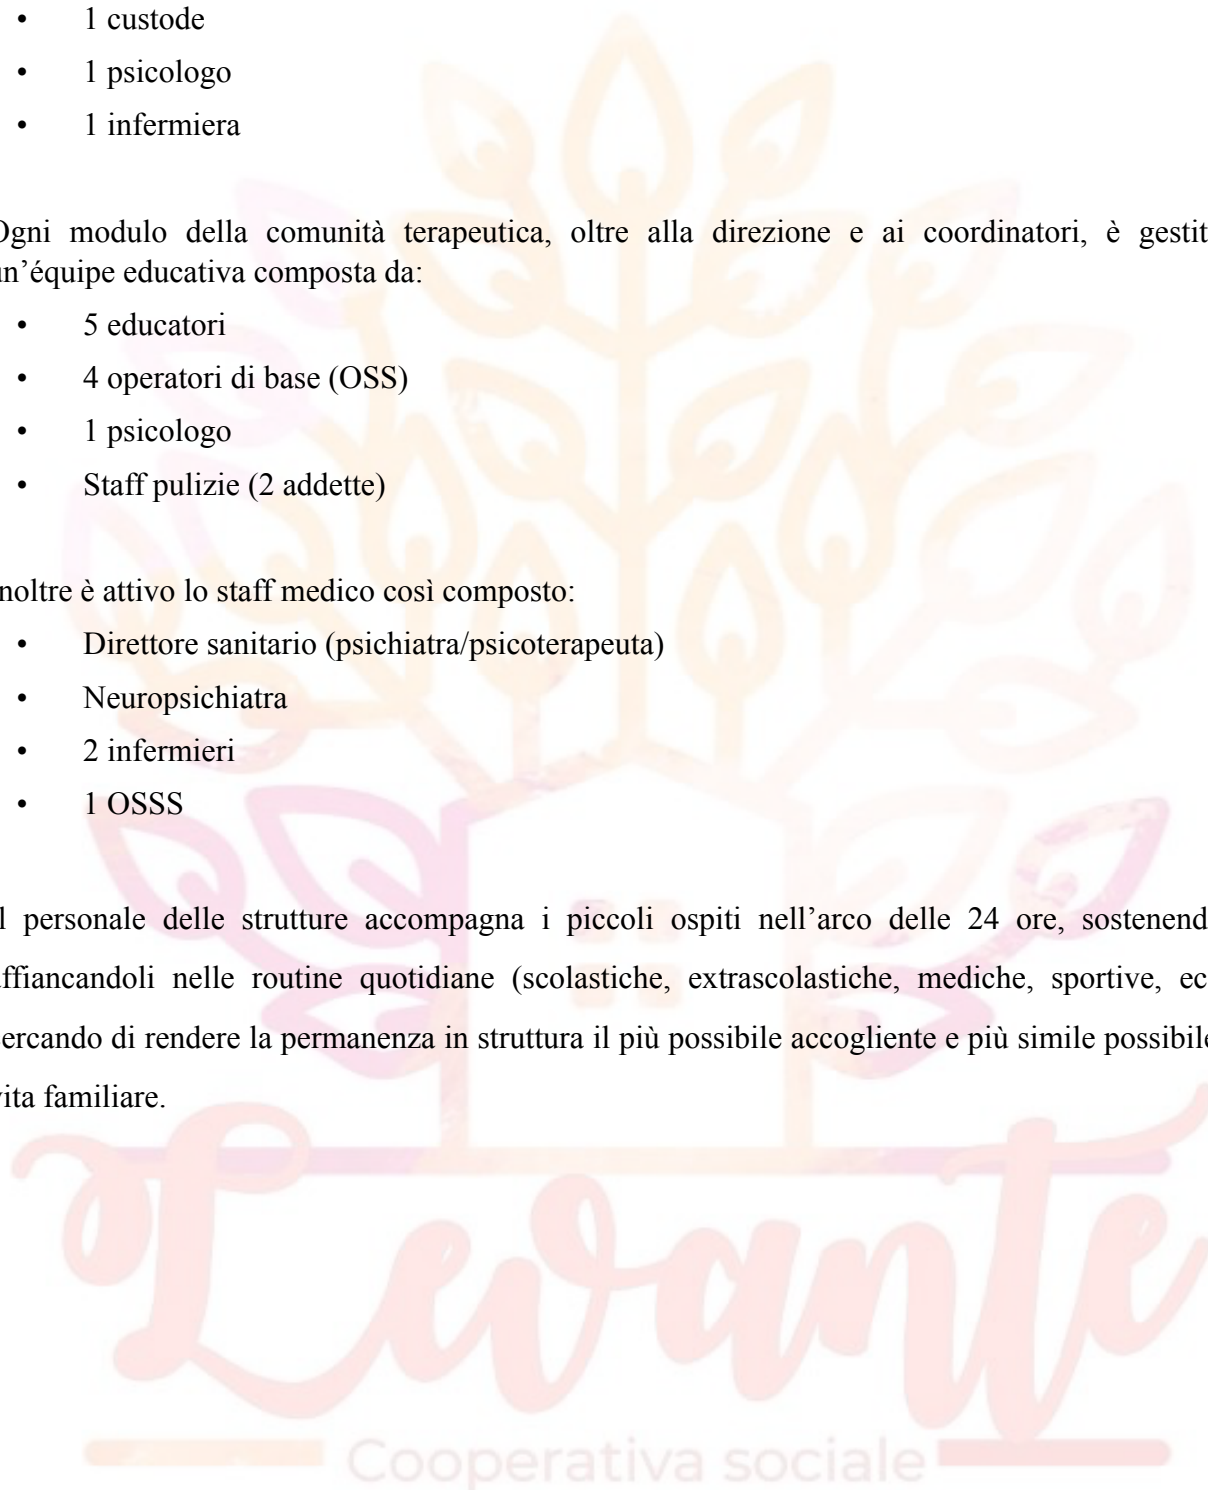 • 1 custode
• 1 psicologo
• 1 infermiera
Ogni modulo della comunità terapeutica, oltre alla direzione e ai coordinatori, è gestit
un’équipe educativa composta da:
• 5 educatori
• 4 operatori di base (OSS)
• 1 psicologo
• Staff pulizie (2 addette)
noltre è attivo lo staff medico così composto:
• Direttore sanitario (psichiatra/psicoterapeuta)
• Neuropsichiatra
• 2 infermieri
• 1 OSSS
l personale delle strutture accompagna i piccoli ospiti nell’arco delle 24 ore, sostenend
ffiancandoli nelle routine quotidiane (scolastiche, extrascolastiche, mediche, sportive, ec
ercando di rendere la permanenza in struttura il più possibile accogliente e più simile possibile
vita familiare.
Levante
Cooperativa sociale